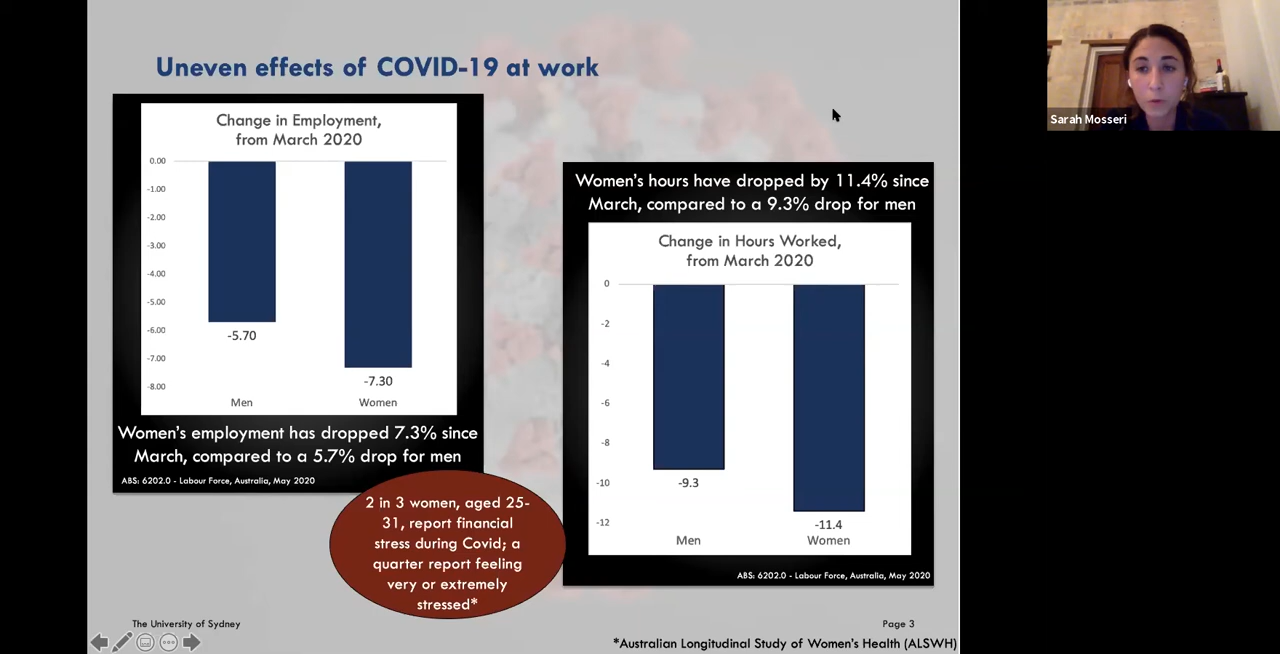 Uneven effects of COVID-19 at work
Change in Employment,
from March 2020
0.00
-1.00
-2.00
-3.00
-4.00
-5.00
-6.00
-7.00
-8.00
-5.70
-7.30
Men
Women
Women's employment has dropped 7.3% since
March, compared to a 5.7% drop for men
ABS: 6202.0 - Labour Force, Australia, May 2020
2 in 3 women, aged 25-
31, report financial
stress during Covid; a
quarter report feeling
very or extremely
stressed*
Women's hours have dropped by 11.4% since
March, compared to a 9.3% drop for men
Change in Hours Worked,
from March 2020
0
-2
-4
-6
-8
-10
-12
-9.3
-11.4
Men
Women
ABS: 6202.0 - Labour Force, Australia, May 2020
The University of Sydney
Page 3
*Australian Longitudinal Study of Women's Health (ALSWH)
Sarah Mosseri